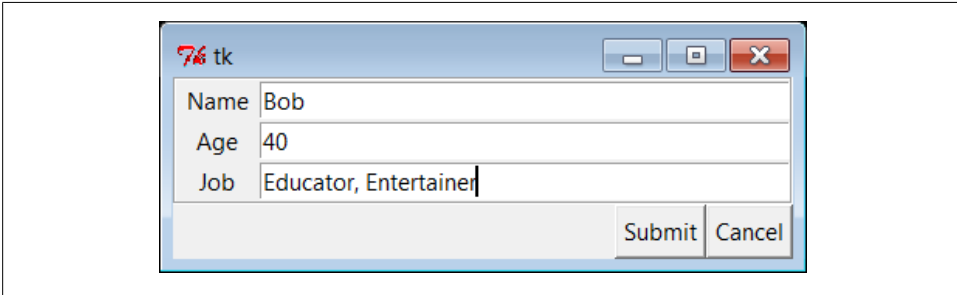 tk
Name Bob
Age 40
Job Educator, Entertainer
Submit Cancel